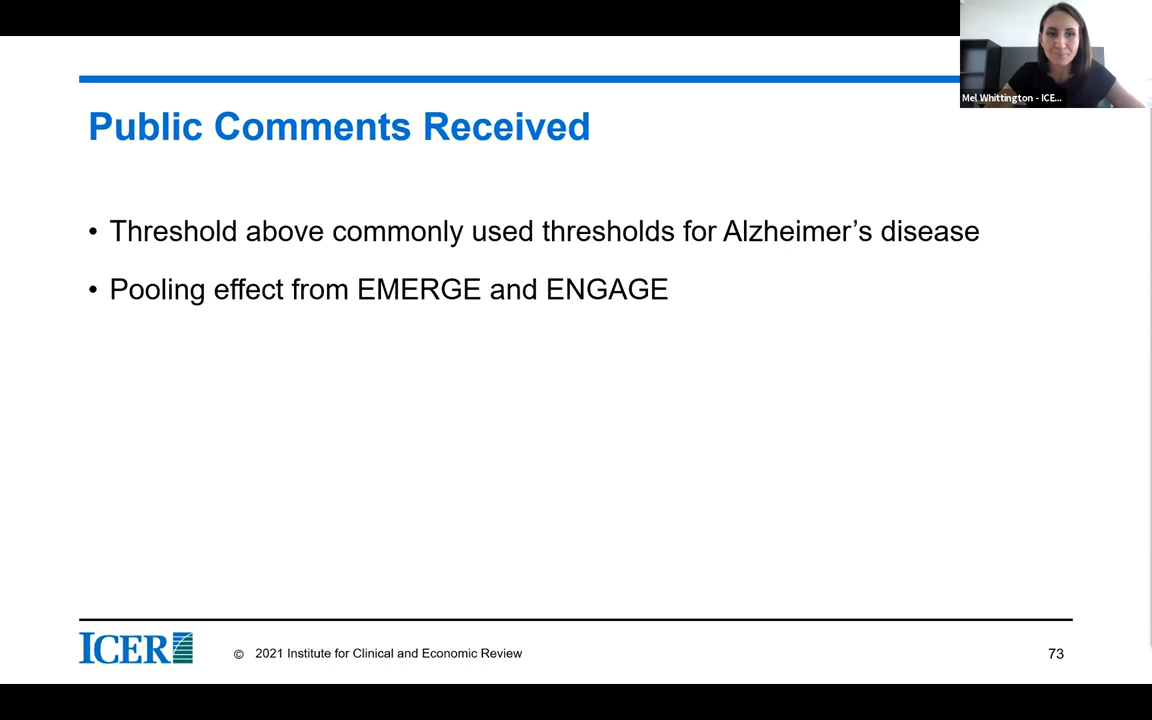 Mel Whittington - ICE...
Public Comments Received
• Threshold above commonly used thresholds for Alzheimer’s disease
• Pooling effect from EMERGE and ENGAGE
ICER
© 2021 Institute for Clinical and Economic Review
73